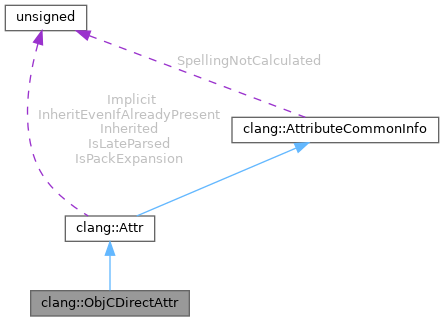 unsigned
SpellingNotCalculated
Implicit
InheritEvenIfAlreadyPresent
Inherited
IsLateParsed
IsPackExpansion
clang::AttributeCommonInfo
clang::Attr
clang::ObjCDirectAttr